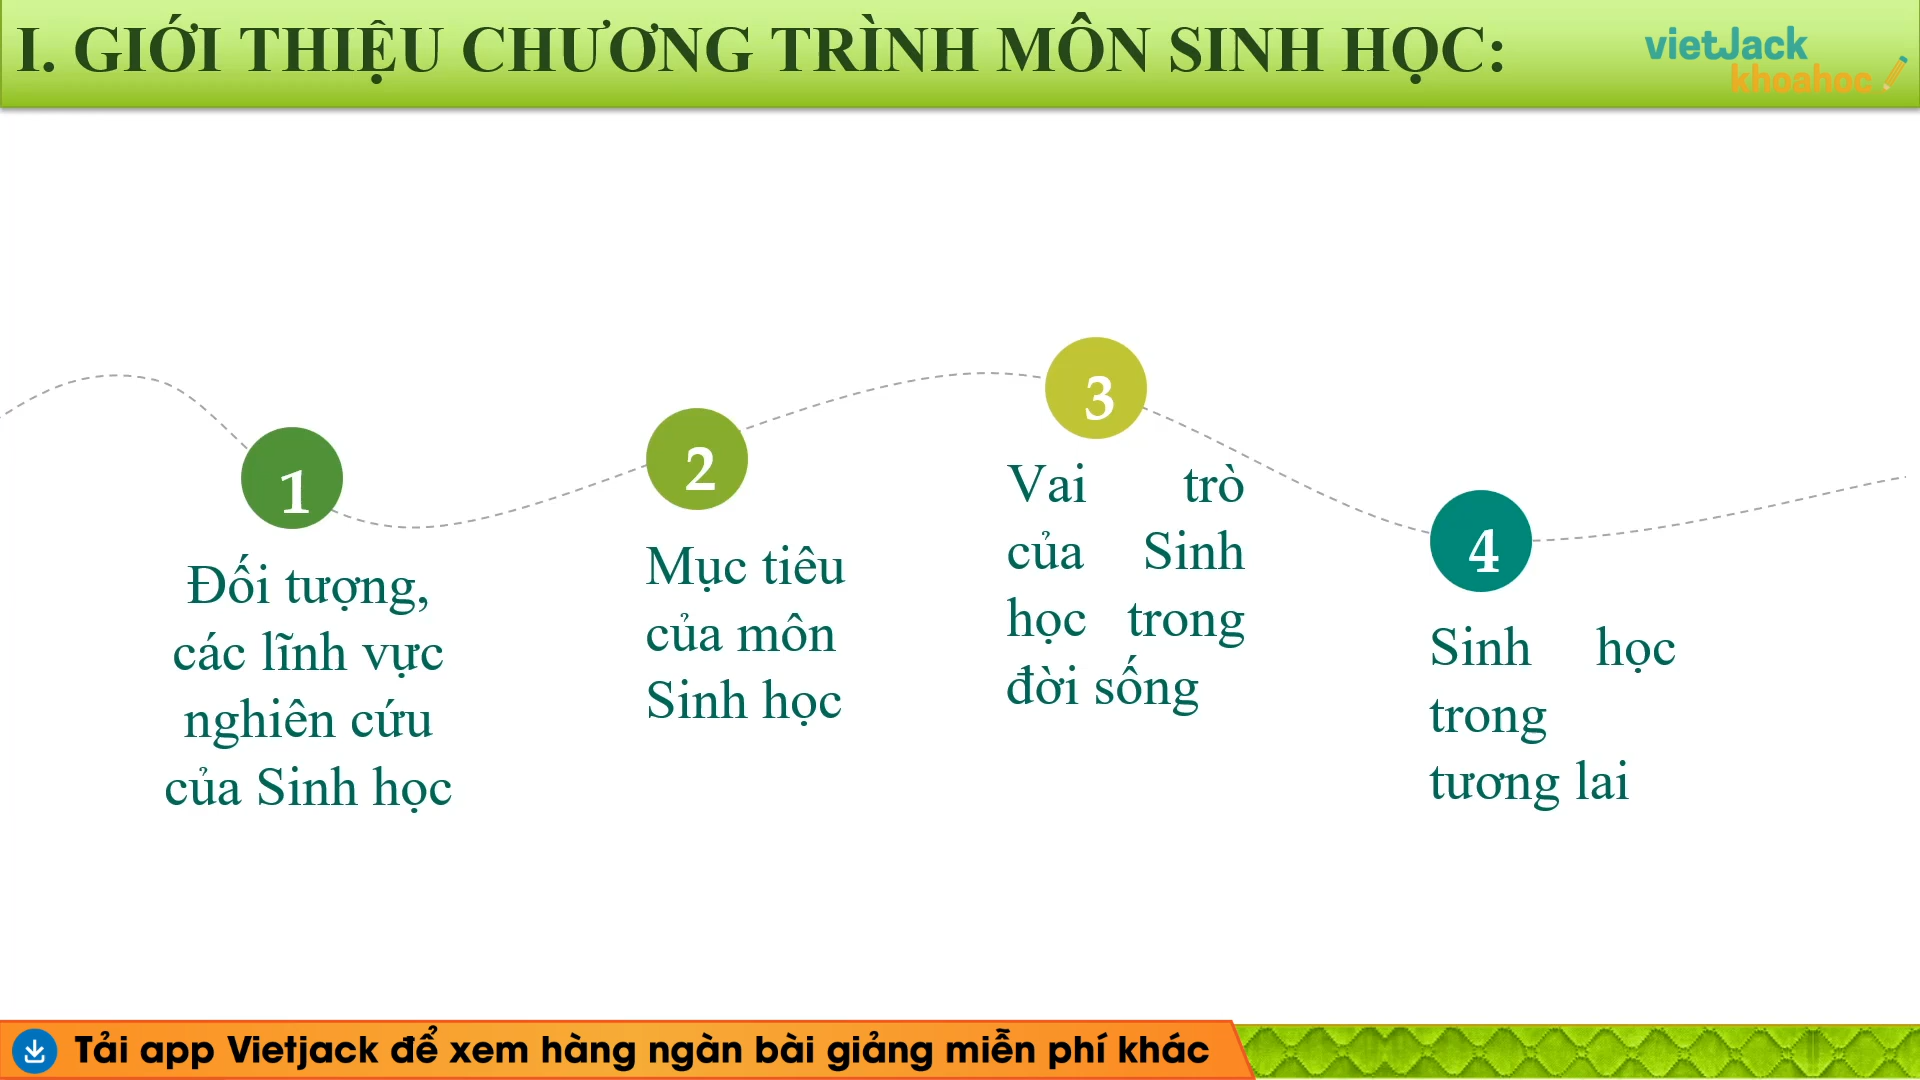 I. GIỚI THIỆU CHƯƠNG TRÌNH MÔN SINH HỌC:
vietJack
khoahoc
1
Đối tượng,
các lĩnh vực
nghiên cứu
của Sinh học
2
Mục tiêu
của môn
Sinh học
3
Vai trò
của Sinh
học trong
đời sống
4
Sinh học
trong
tương lai
Tải app Vietjack để xem hàng ngàn bài giảng miễn phí khác